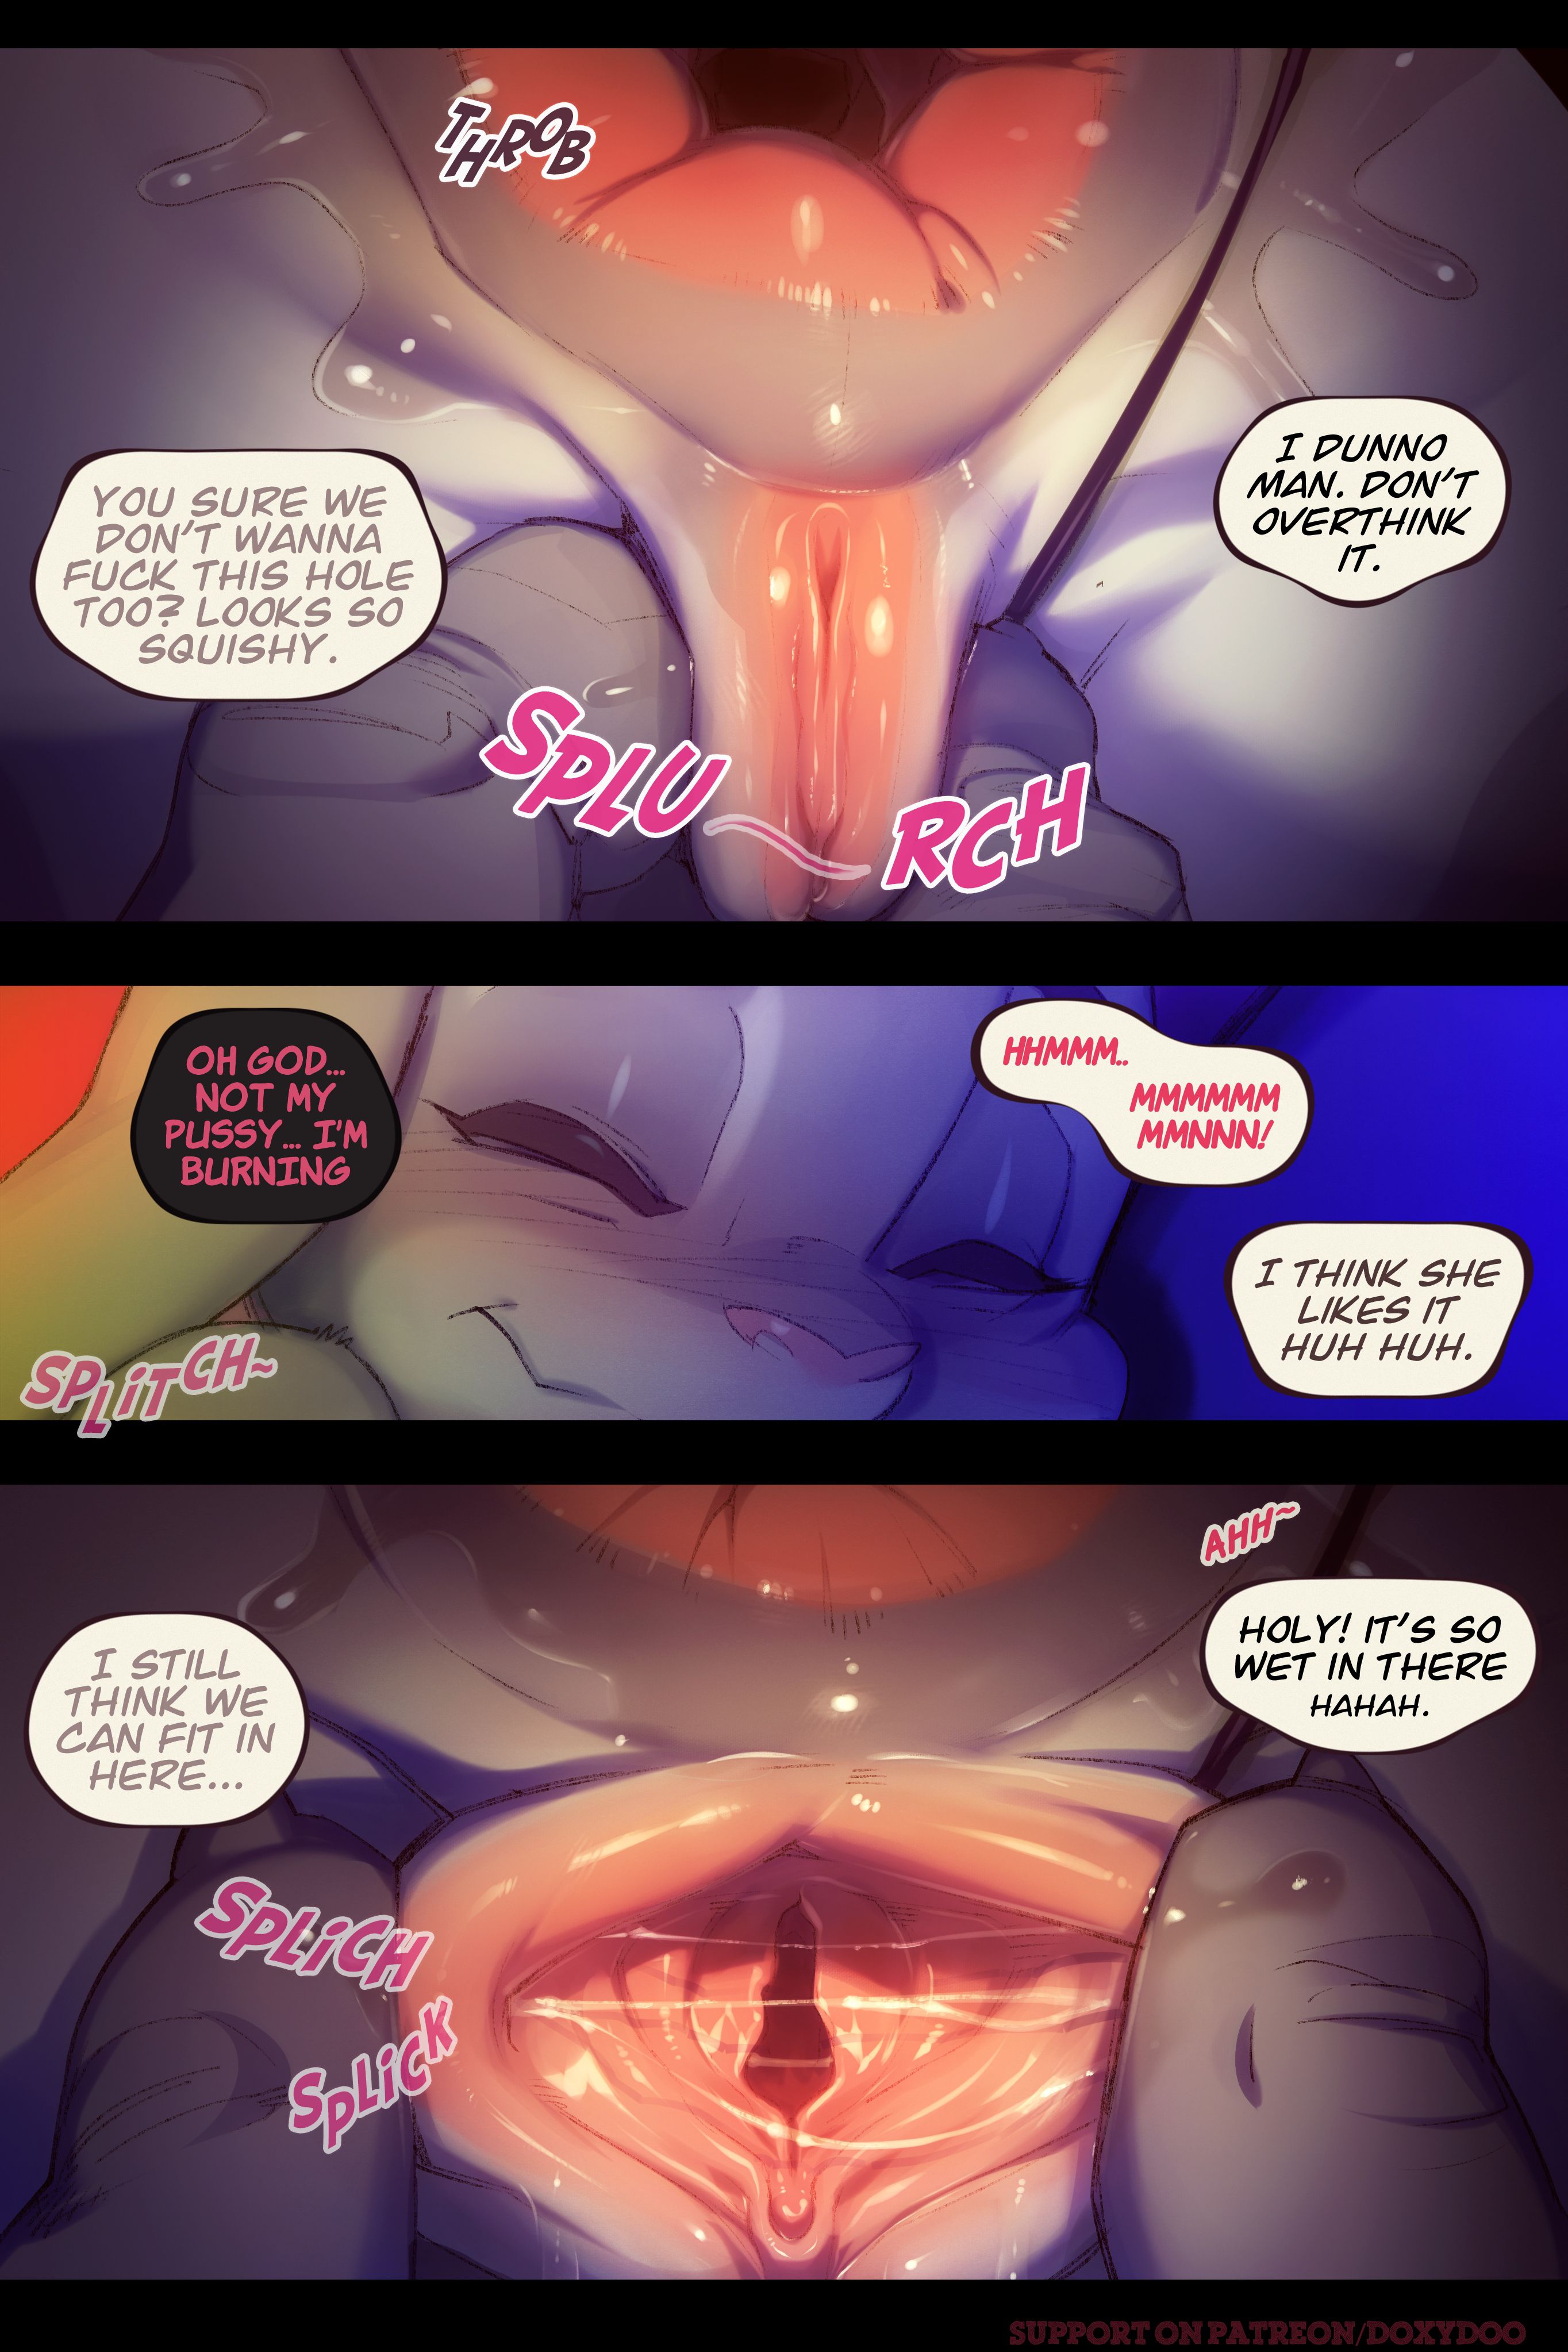 THROB
YOU SURE WE
DON'T WANNA
FUCK THIS HOLE
TOO? LOOKS SO
SQUISHY.
I DUNNO
MAN. DON'T
OVERTHINK
IT.
SPLU
RCH
OH GOD...
NOT MY
PUSSY... I'M
BURNING
HHMMM..
MMMMMM
MMNNN!
I THINK SHE
LIKES IT
HUH HUH.
SPLiTCH~
AHH~
I STILL
THINK WE
CAN FIT IN
HERE...
HOLY! IT'S SO
WET IN THERE
HAHAH.
SPLiCH
SPLiCK
SUPPORT ON PATREON/DOXYDOO